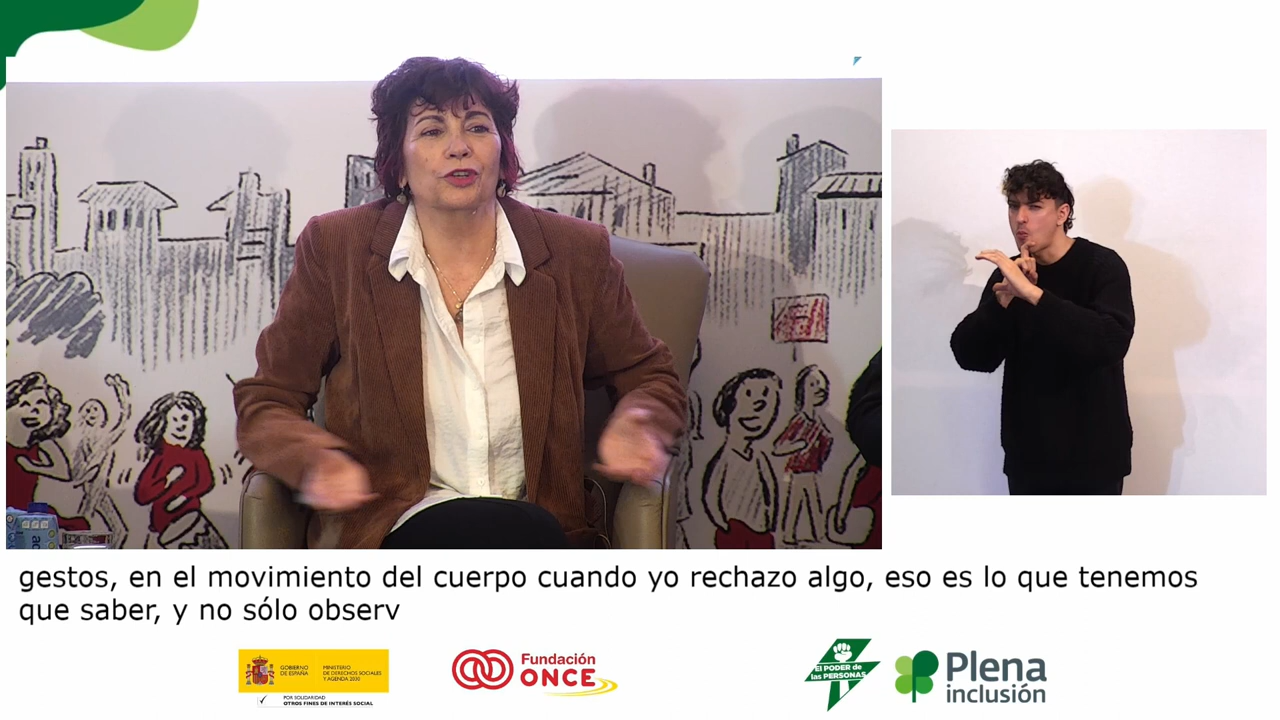 gestos, en el movimiento del cuerpo cuando yo rechazo algo, eso es lo que tenemos
que saber, y no sólo observ
GOBIERNO
DE ESPAÑA
MINISTERIO
DE DERECHOS SOCIALES
Y AGENDA 2030
POR SOLIDARIDAD
OTROS FINES DE INTERÉS SOCIAL
Fundación
ONCE
EL PODER de
las PERSONAS
Plena
inclusión